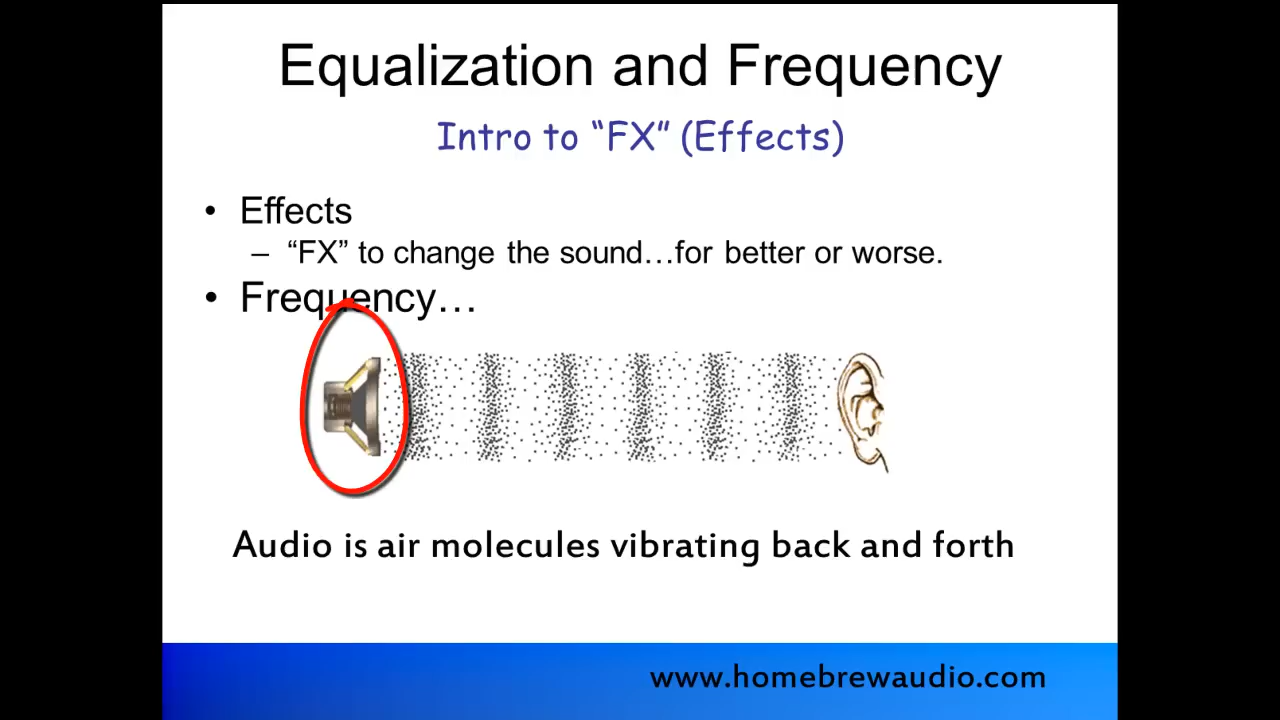 Equalization and Frequency
Intro to “FX” (Effects)
• Effects
– “FX” to change the sound…for better or worse.
• Frequency…
Audio is air molecules vibrating back and forth
www.homebrewaudio.com